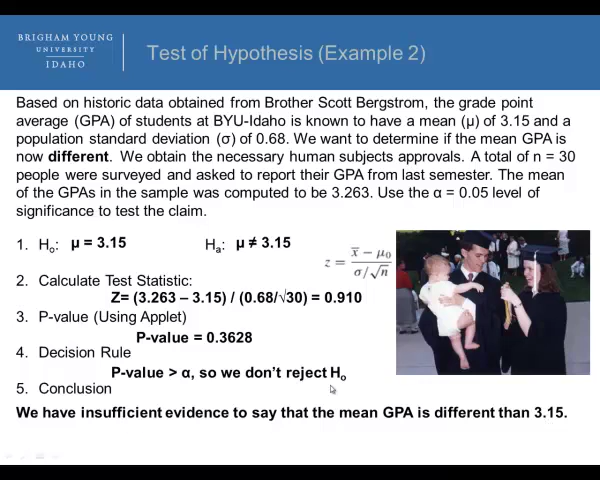 BRIGHAM YOUNG
UNIVERSITY
IDAHO
Test of Hypothesis (Example 2)
Based on historic data obtained from Brother Scott Bergstrom, the grade point
average (GPA) of students at BYU-Idaho is known to have a mean (μ) of 3.15 and a
population standard deviation (σ) of 0.68. We want to determine if the mean GPA is
now different. We obtain the necessary human subjects approvals. A total of n = 30
people were surveyed and asked to report their GPA from last semester. The mean
of the GPAs in the sample was computed to be 3.263. Use the α = 0.05 level of
significance to test the claim.
1. Ho: μ = 3.15 Ha: μ ≠ 3.15
z = (x̄ − μ0) / (σ/√n)
2. Calculate Test Statistic:
Z= (3.263 – 3.15) / (0.68/√30) = 0.910
3. P-value (Using Applet)
P-value = 0.3628
4. Decision Rule
P-value > α, so we don't reject Ho
5. Conclusion
We have insufficient evidence to say that the mean GPA is different than 3.15.